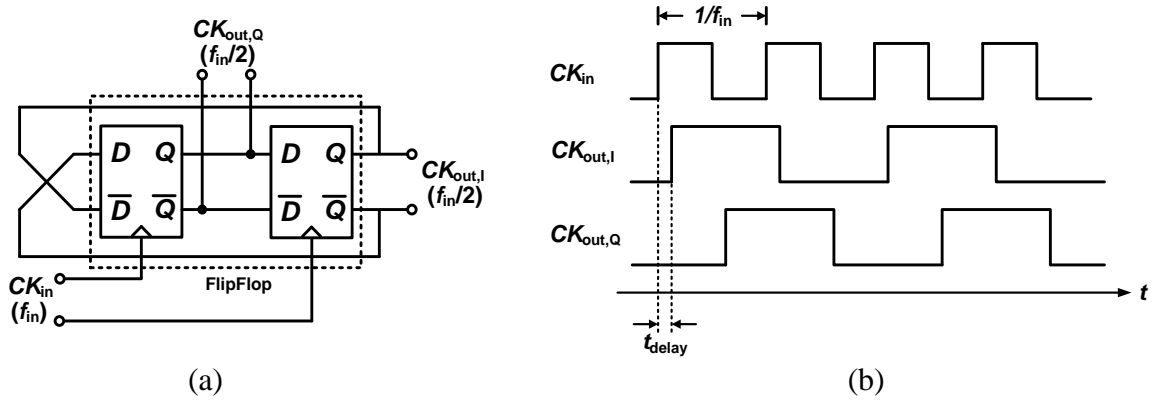 CKout,Q
(fin/2)
D Q D Q
D Q D Q
CKout,I
(fin/2)
FlipFlop
CKin
(fin)
(a)
1/fin
CKin
CKout,I
CKout,Q
t
tdelay
(b)